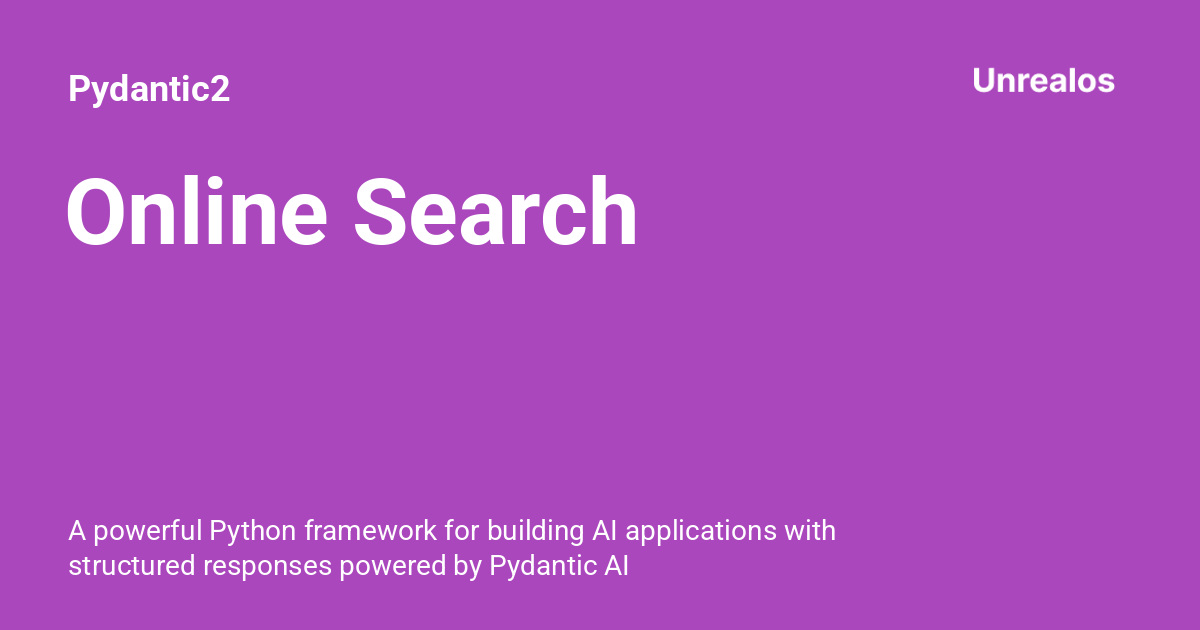 Pydantic2
Unrealos
Online Search
A powerful Python framework for building AI applications with
structured responses powered by Pydantic AI